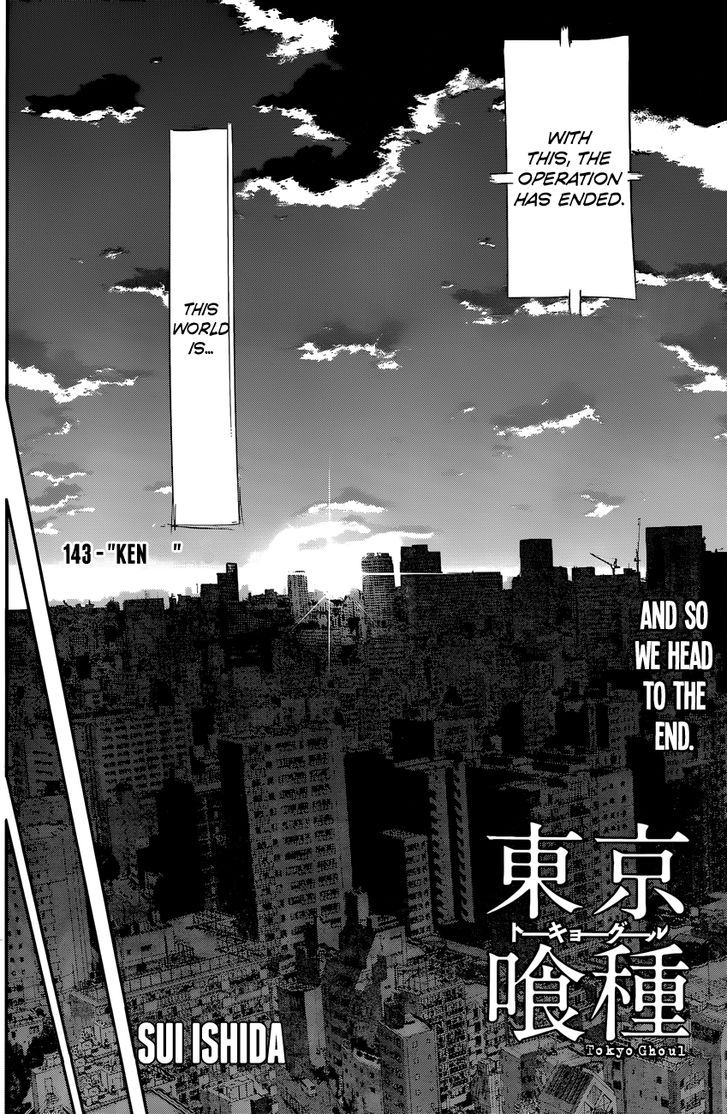 WITH
THIS, THE
OPERATION
HAS ENDED.
THIS
WORLD
IS...
143 - "KEN    "
AND SO
WE HEAD
TO THE
END.
東京
トーキョーグール
喰種
Tokyo Ghoul
SUI ISHIDA